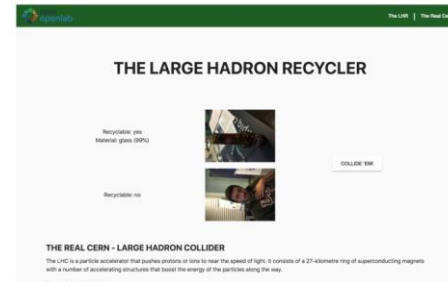 openlab
The LHR | The Real Ce
THE LARGE HADRON RECYCLER
Recyclable: yes
Material: glass (99%)
COLLIDE 'EM!
Recyclable: no
THE REAL CERN - LARGE HADRON COLLIDER
The LHC is a particle accelerator that pushes protons or ions to near the speed of light. It consists of a 27-kilometre ring of superconducting magnets
with a number of accelerating structures that boost the energy of the particles along the way.